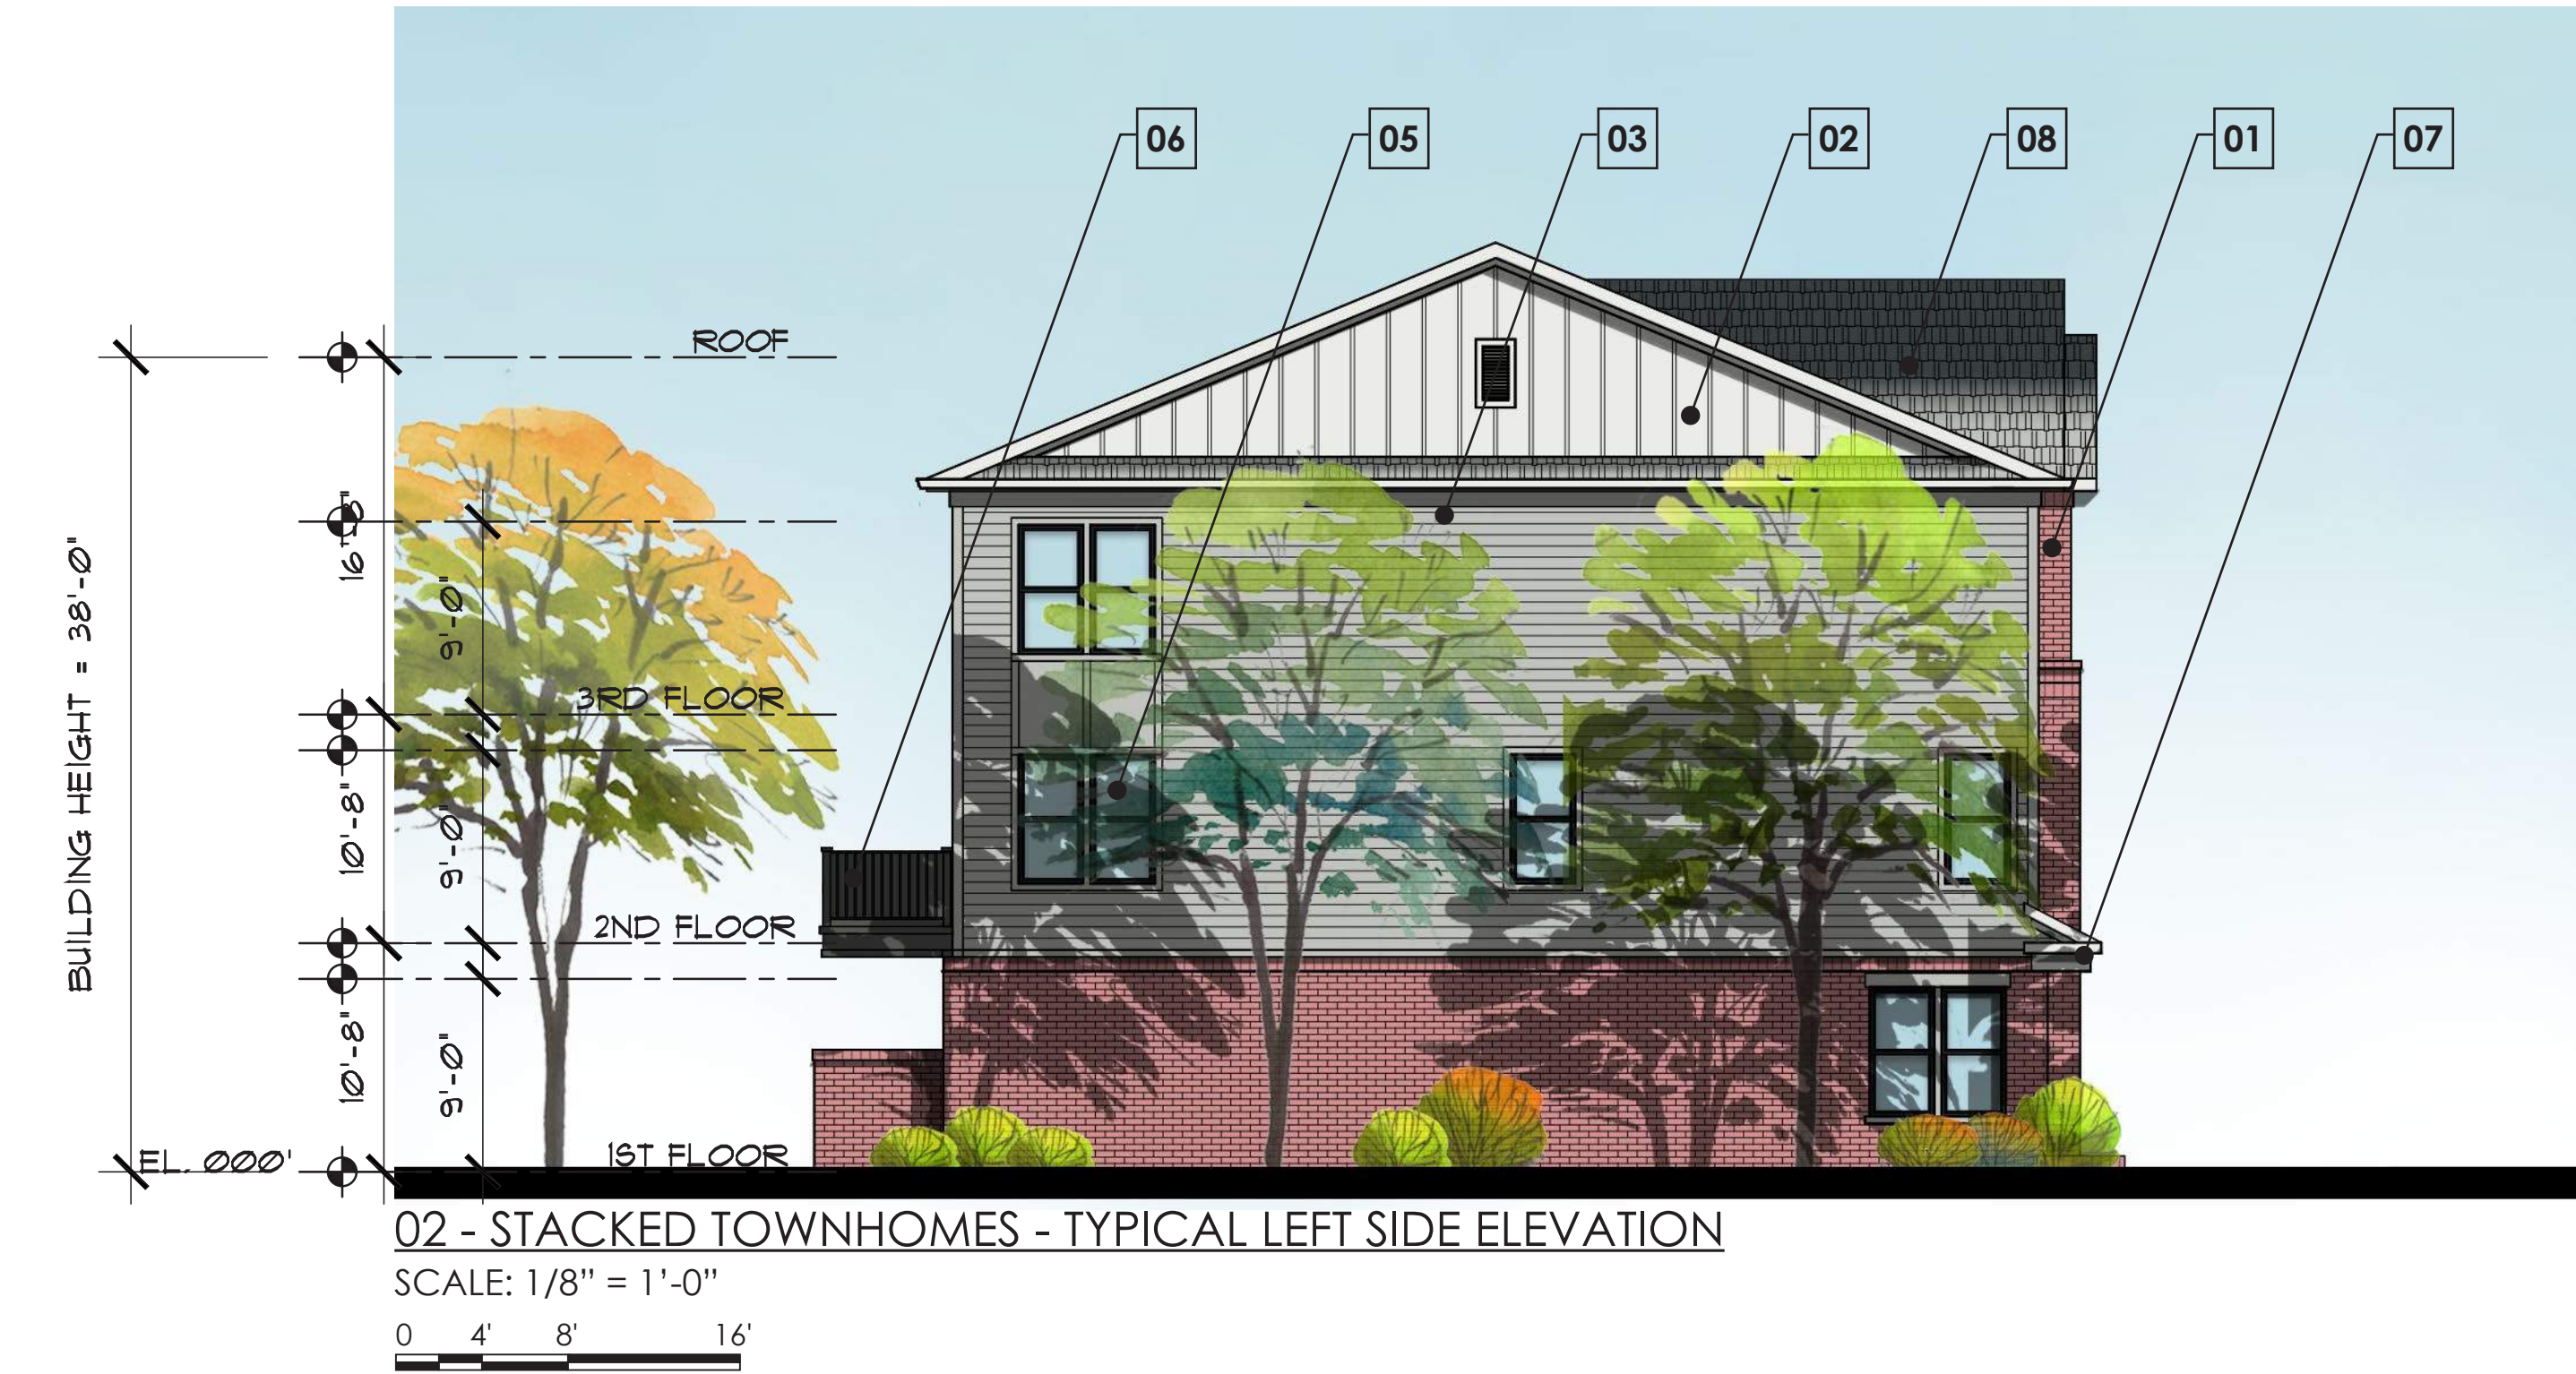 06 05 03 02 08 01 07
ROOF
BUILDING HEIGHT = 38'-0"
16'-8"
9'-0"
3RD FLOOR
10'-8"
9'-0"
2ND FLOOR
10'-8"
9'-0"
EL. 000'
1ST FLOOR
02 - STACKED TOWNHOMES - TYPICAL LEFT SIDE ELEVATION
SCALE: 1/8” = 1’-0”
0 4' 8' 16'